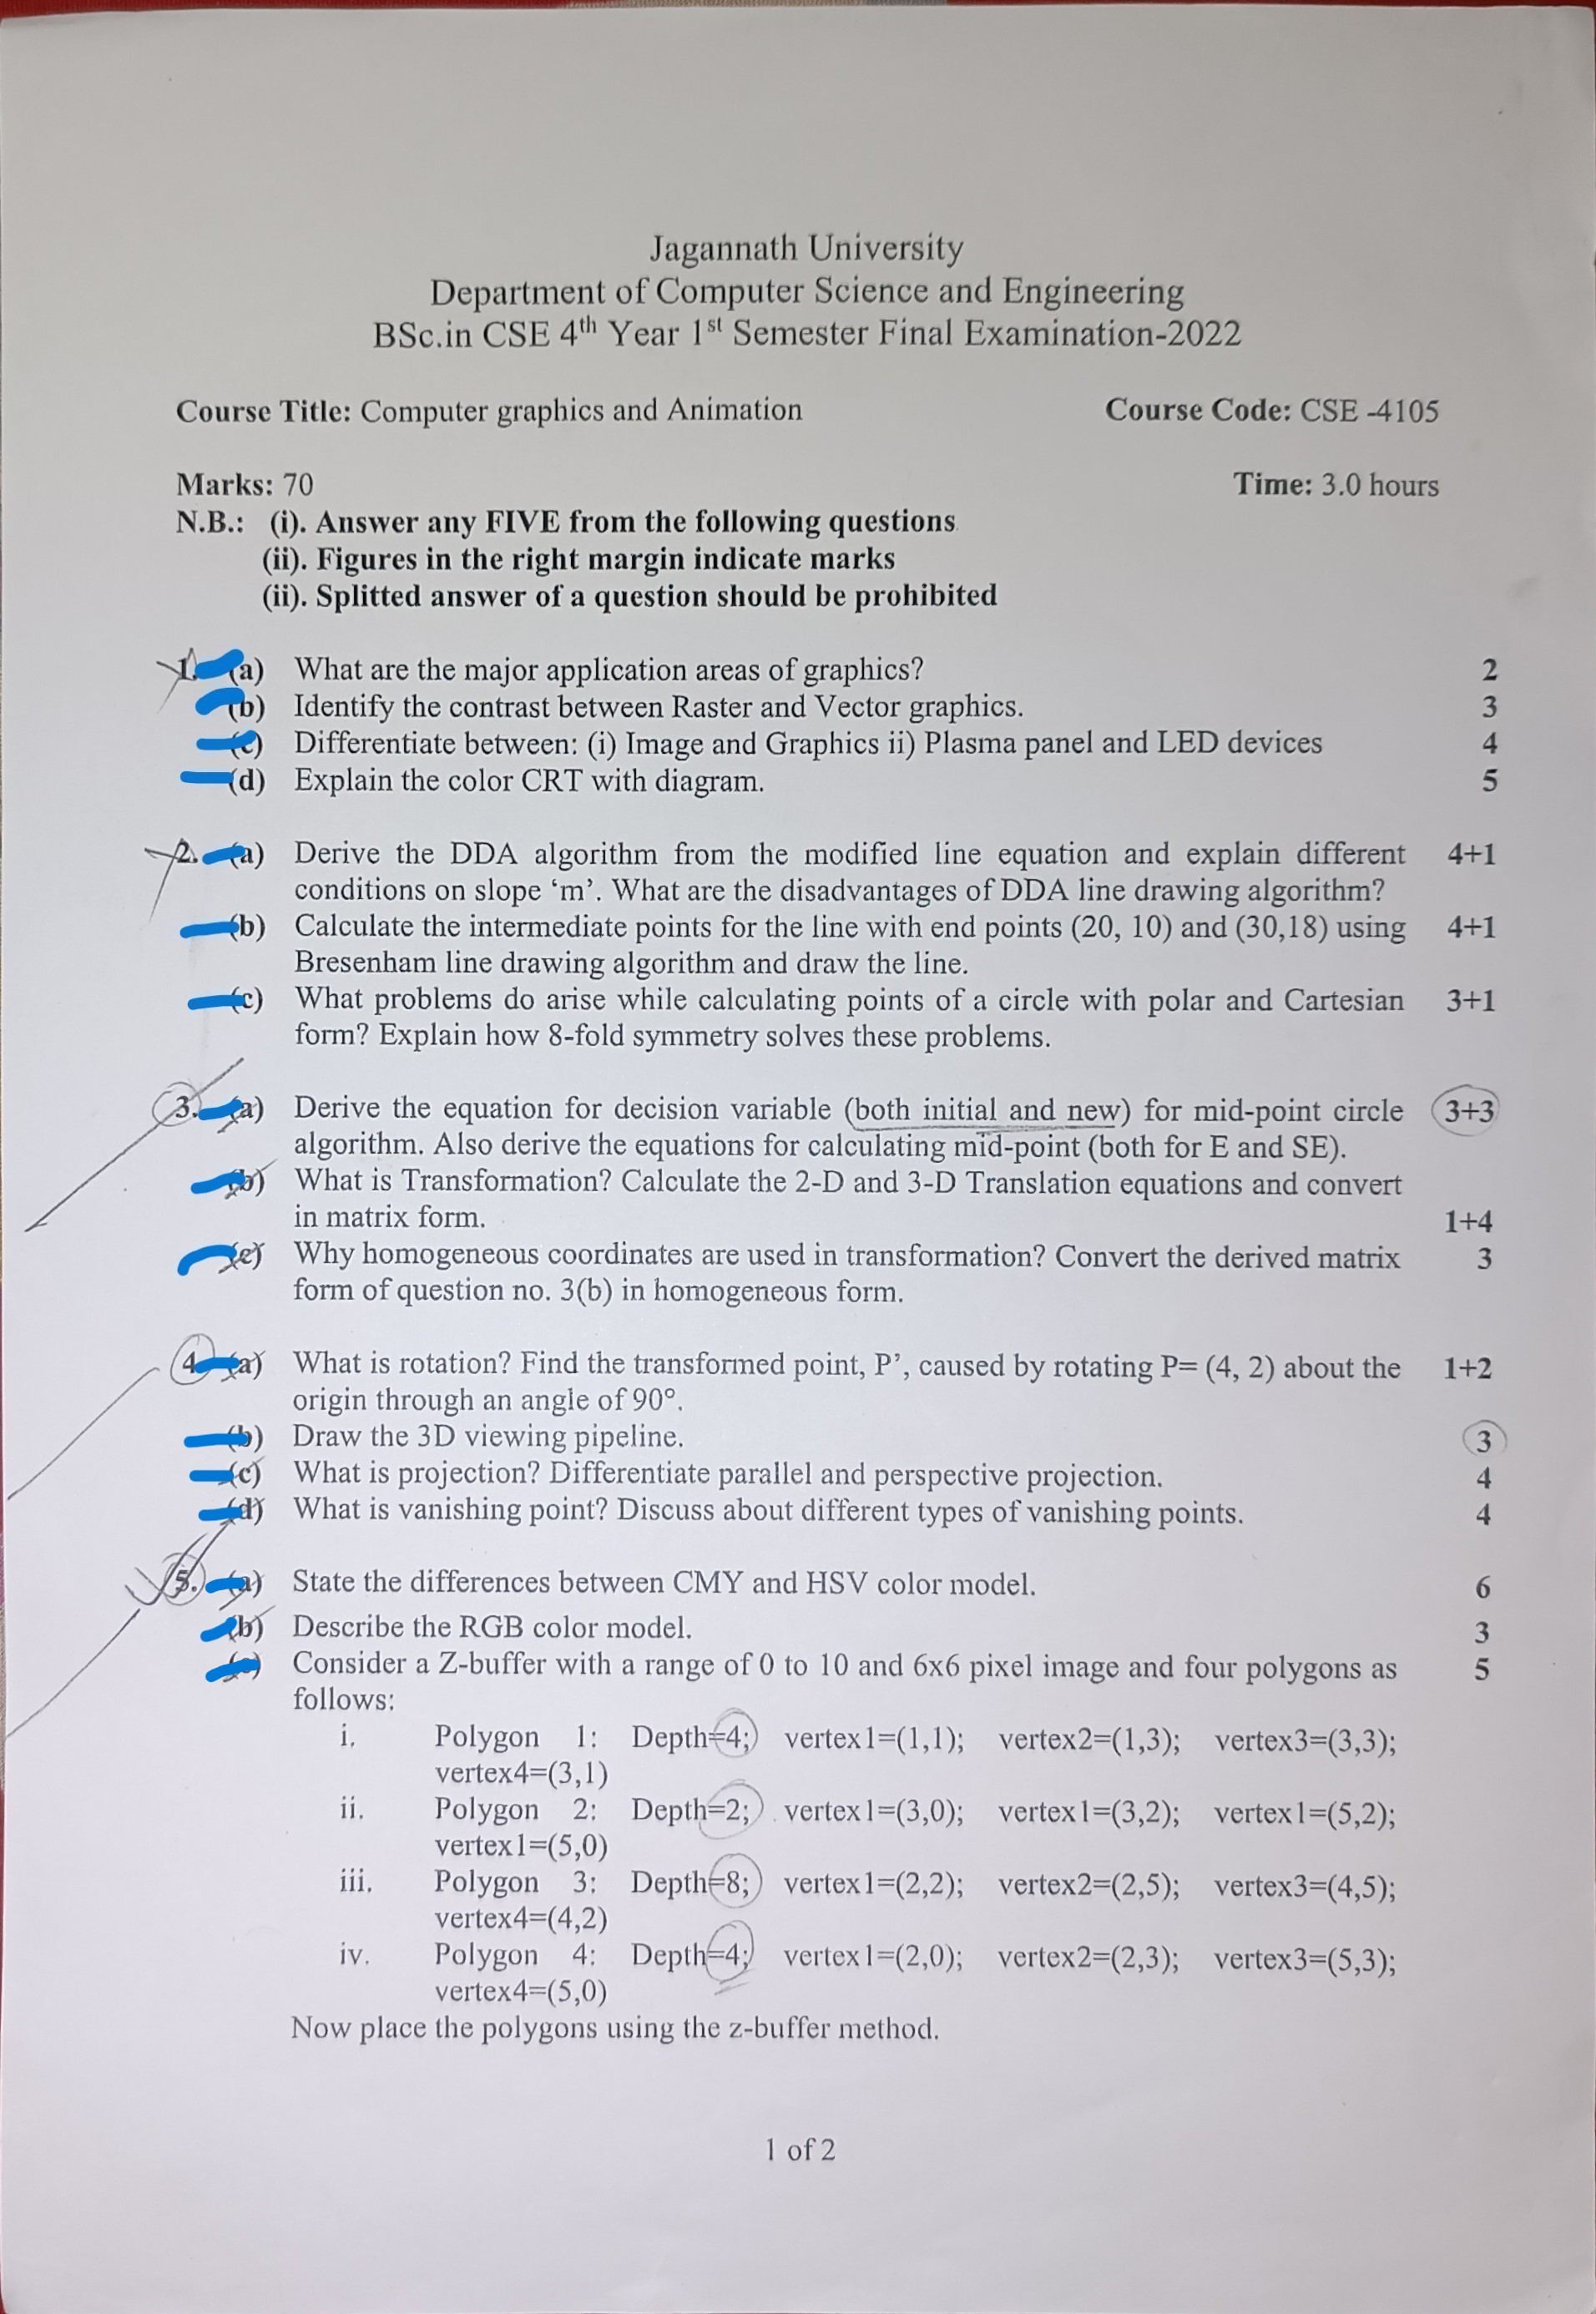 Jagannath University
Department of Computer Science and Engineering
BSc.in CSE 4th Year 1st Semester Final Examination-2022
Course Title: Computer graphics and Animation Course Code: CSE -4105
Marks: 70 Time: 3.0 hours
N.B.: (i). Answer any FIVE from the following questions
(ii). Figures in the right margin indicate marks
(ii). Splitted answer of a question should be prohibited
1. (a) What are the major application areas of graphics? 2
(b) Identify the contrast between Raster and Vector graphics. 3
(c) Differentiate between: (i) Image and Graphics ii) Plasma panel and LED devices 4
(d) Explain the color CRT with diagram. 5
2. (a) Derive the DDA algorithm from the modified line equation and explain different 4+1
conditions on slope ‘m’. What are the disadvantages of DDA line drawing algorithm?
(b) Calculate the intermediate points for the line with end points (20, 10) and (30,18) using 4+1
Bresenham line drawing algorithm and draw the line.
(c) What problems do arise while calculating points of a circle with polar and Cartesian 3+1
form? Explain how 8-fold symmetry solves these problems.
3. (a) Derive the equation for decision variable (both initial and new) for mid-point circle 3+3
algorithm. Also derive the equations for calculating mid-point (both for E and SE).
(b) What is Transformation? Calculate the 2-D and 3-D Translation equations and convert
in matrix form. 1+4
(c) Why homogeneous coordinates are used in transformation? Convert the derived matrix 3
form of question no. 3(b) in homogeneous form.
4. (a) What is rotation? Find the transformed point, P’, caused by rotating P= (4, 2) about the 1+2
origin through an angle of 90°.
(b) Draw the 3D viewing pipeline. 3
(c) What is projection? Differentiate parallel and perspective projection. 4
(d) What is vanishing point? Discuss about different types of vanishing points. 4
5. (a) State the differences between CMY and HSV color model. 6
(b) Describe the RGB color model. 3
(c) Consider a Z-buffer with a range of 0 to 10 and 6x6 pixel image and four polygons as 5
follows:
i. Polygon 1: Depth=4; vertex1=(1,1); vertex2=(1,3); vertex3=(3,3);
vertex4=(3,1)
ii. Polygon 2: Depth=2; vertex1=(3,0); vertex1=(3,2); vertex1=(5,2);
vertex1=(5,0)
iii. Polygon 3: Depth=8; vertex1=(2,2); vertex2=(2,5); vertex3=(4,5);
vertex4=(4,2)
iv. Polygon 4: Depth=4; vertex1=(2,0); vertex2=(2,3); vertex3=(5,3);
vertex4=(5,0)
Now place the polygons using the z-buffer method.
1 of 2